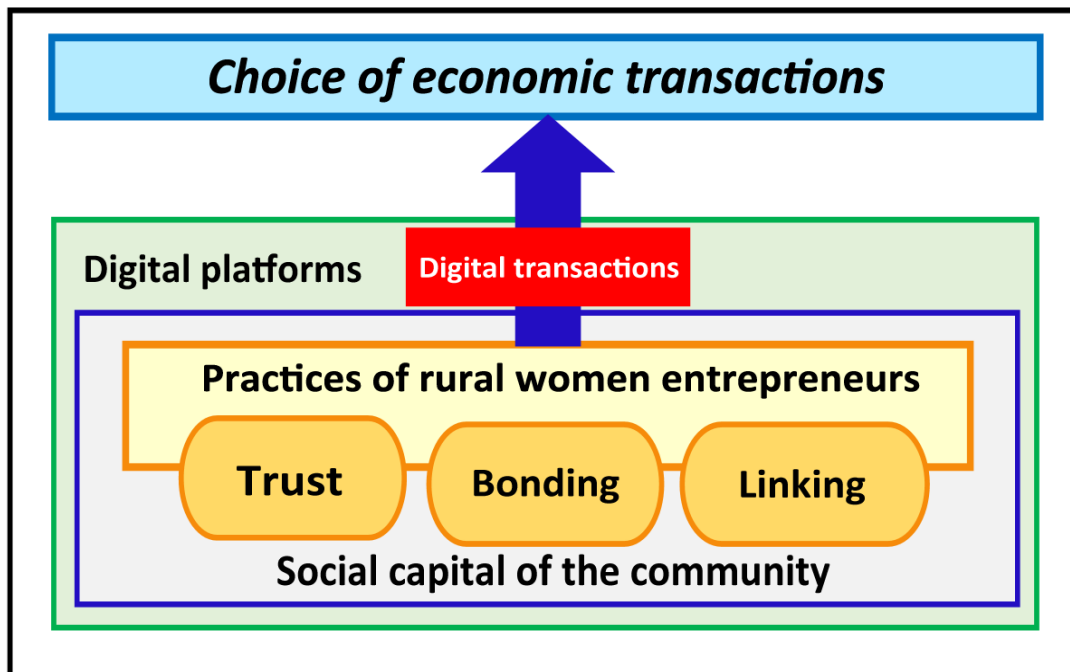 Choice of economic transactions
Digital platforms
Digital transactions
Practices of rural women entrepreneurs
Trust
Bonding
Linking
Social capital of the community